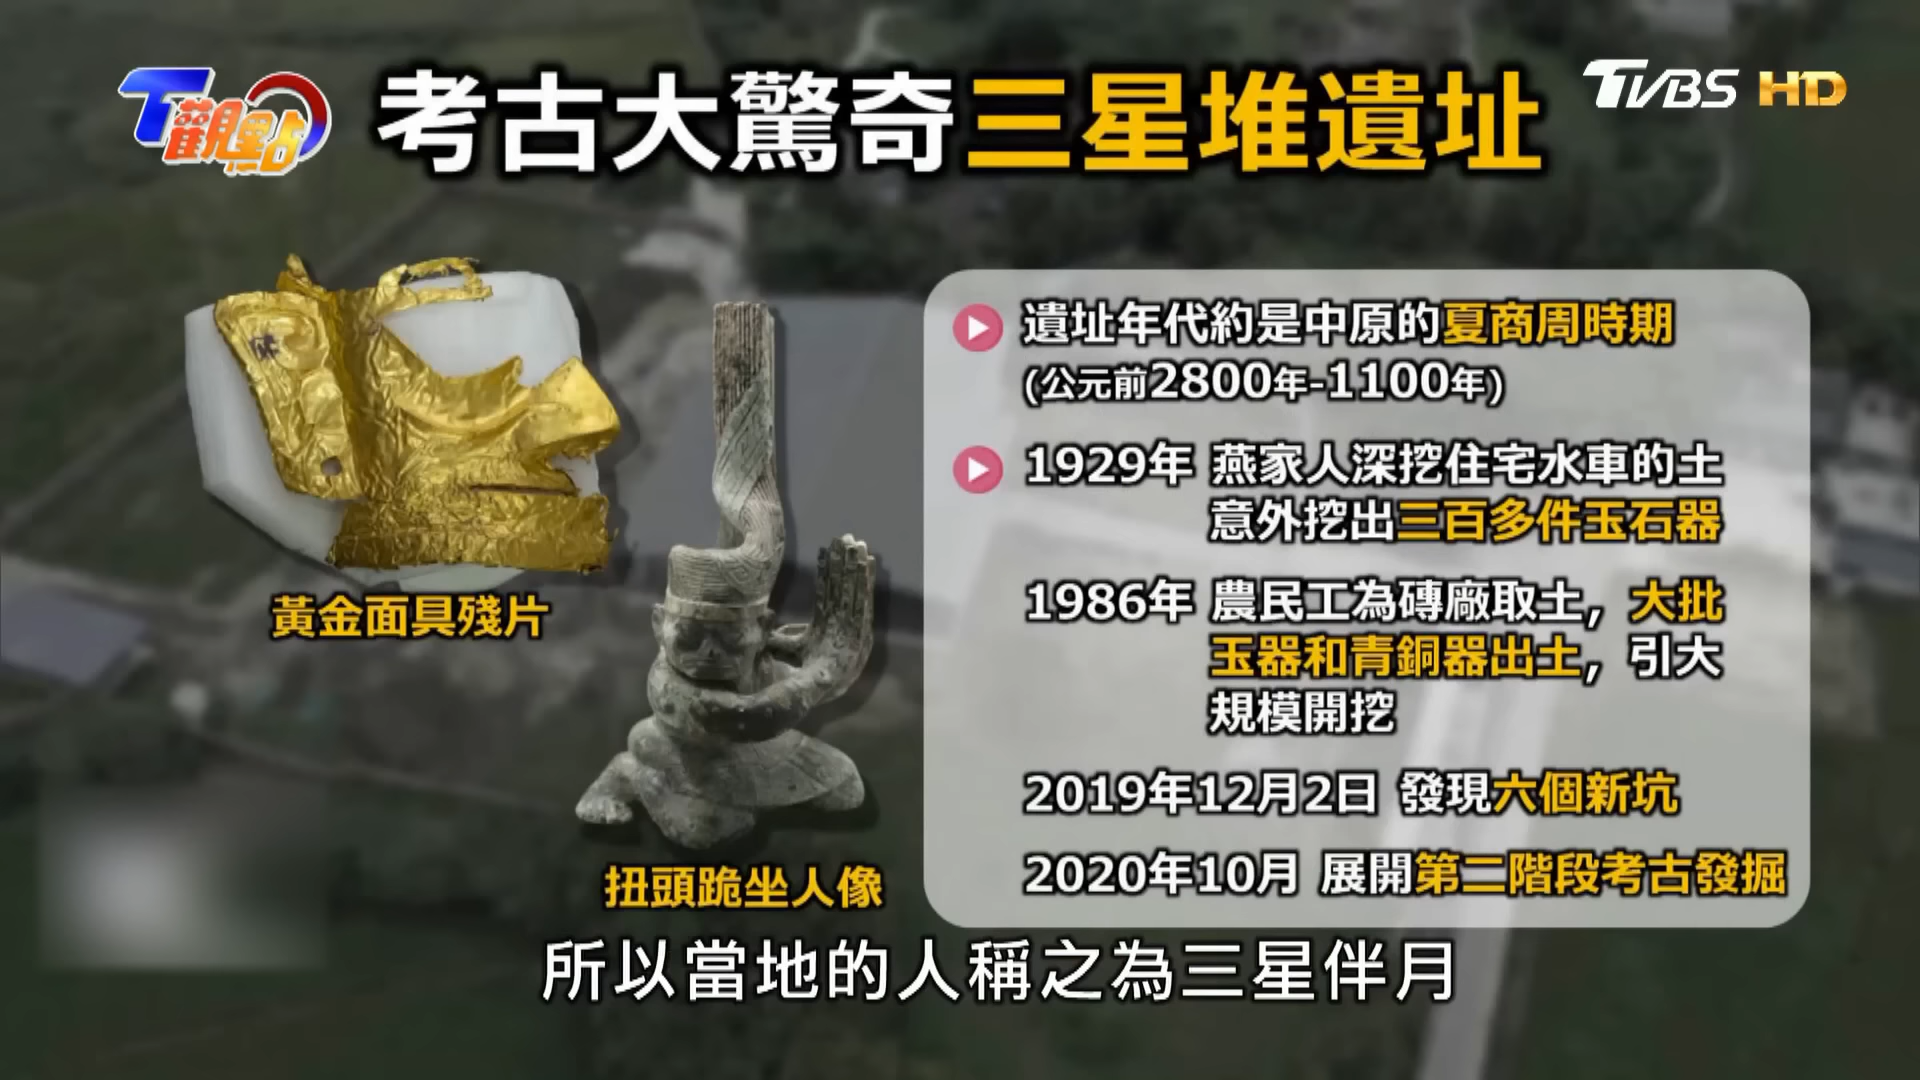 T觀點
考古大驚奇三星堆遺址
TVBS HD
黃金面具殘片
扭頭跪坐人像
遺址年代約是中原的夏商周時期
(公元前2800年-1100年)
1929年 燕家人深挖住宅水車的土
意外挖出三百多件玉石器
1986年 農民工為磚廠取土，大批
玉器和青銅器出土，引大
規模開挖
2019年12月2日 發現六個新坑
2020年10月 展開第二階段考古發掘
所以當地的人稱之為三星伴月